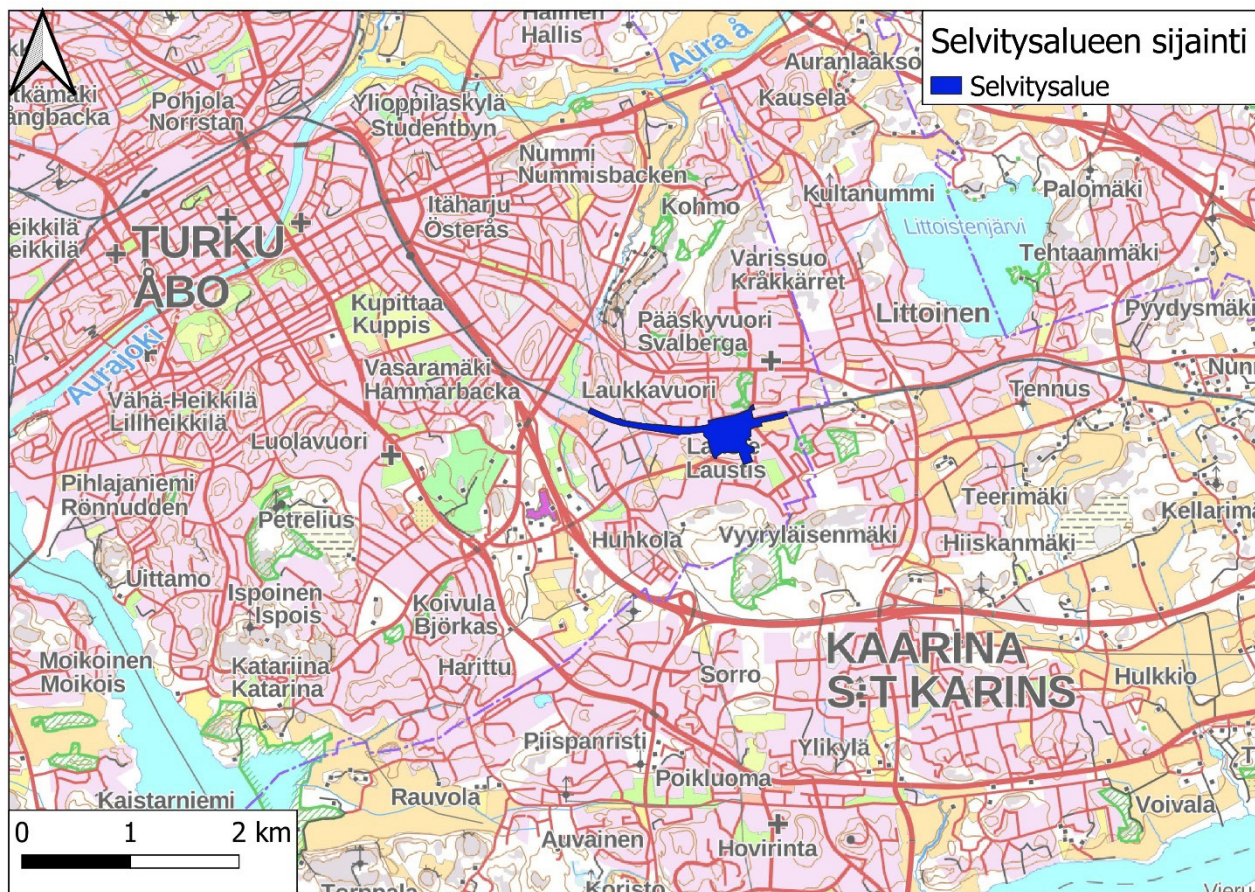 Selvitysalueen sijainti
Selvitysalue
Hallinen
Hallis
Aura å
Auranlaakso
Kausela
Pohjola
Norrstan
Ylioppilaskylä
Studentbyn
Nummi
Nummisbacken
Itäharju
Österås
Kohmo
Kultanummi
Palomäki
Littoistenjärvi
Tehtaanmäki
TURKU
ÅBO
Varissuo
Kråkkärret
Kupittaa
Kuppis
Pääskyvuori
Svalberga
Littoinen
Aurajoki
Vasaramäki
Hammarbacka
Laukkavuori
Tennus
Vähä-Heikkilä
Lillheikkilä
Luolavuori
Laustis
Pihlajaniemi
Rönnudden
Petrelius
Teerimäki
Huhkola
Vyyryläisenmäki
Hiiskanmäki
Uittamo
Ispoinen
Ispois
Koivula
Björkas
KAARINA
S:T KARINS
Moikoinen
Moikois
Katariina
Katarina
Harittu
Sorro
Hulkkio
Piispanristi
Ylikylä
Poikluoma
Kaistarniemi
Rauvola
Voivala
0 1 2 km
Auvainen
Hovirinta
Koristo